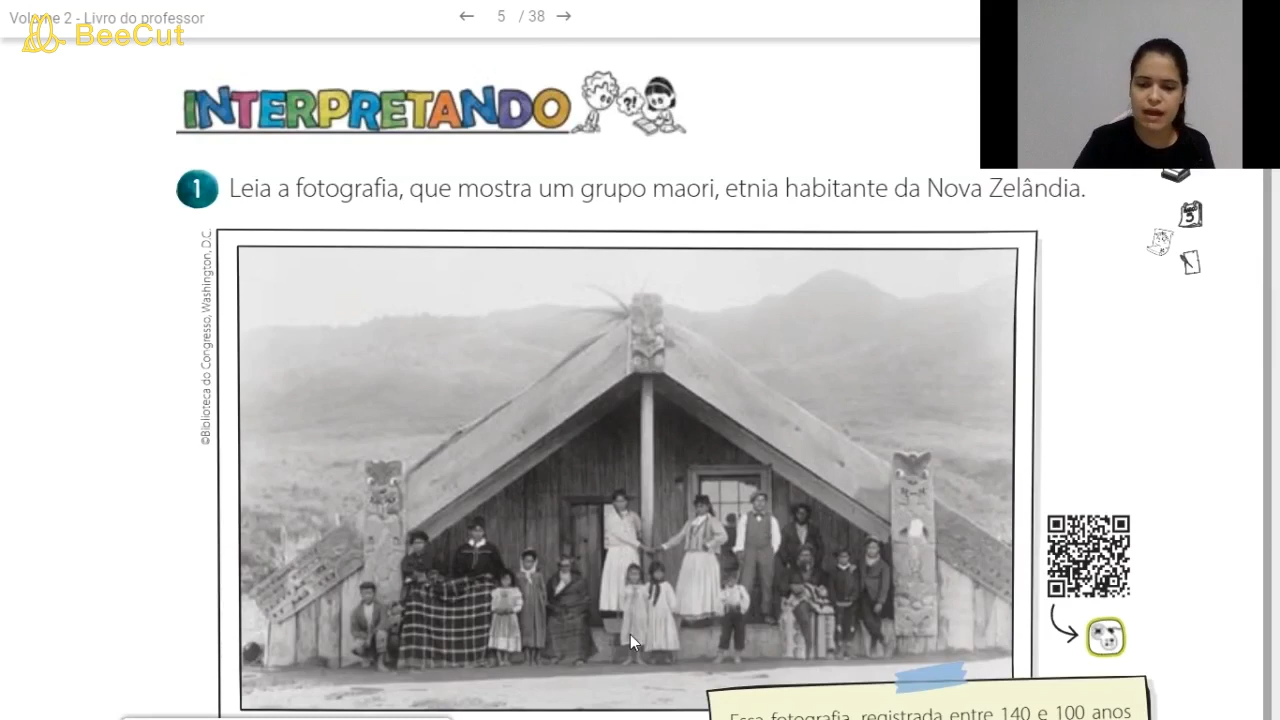 Volume 2 - Livro do professor
5 / 38
BeeCut
INTERPRETANDO
?!
1 Leia a fotografia, que mostra um grupo maori, etnia habitante da Nova Zelândia.
©Biblioteca do Congresso, Washington, D.C.
Essa fotografia, registrada entre 140 e 100 anos